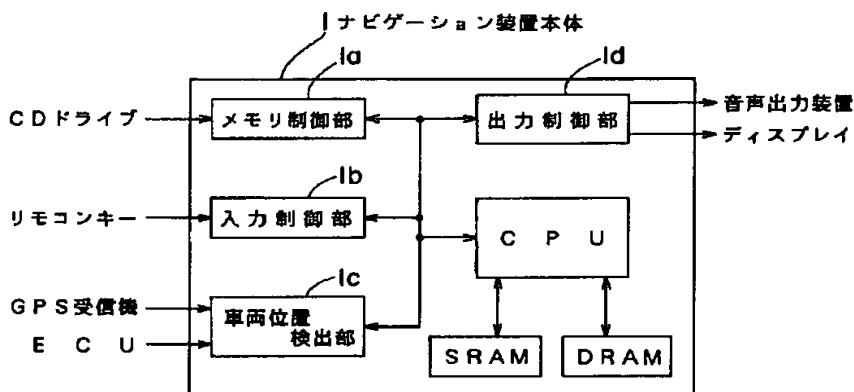 1 ナビゲーション装置本体
1a
1d
CDドライブ
メモリ制御部
出力制御部
音声出力装置
ディスプレイ
1b
リモコンキー
入力制御部
CPU
1c
GPS受信機
ECU
車両位置
検出部
SRAM
DRAM